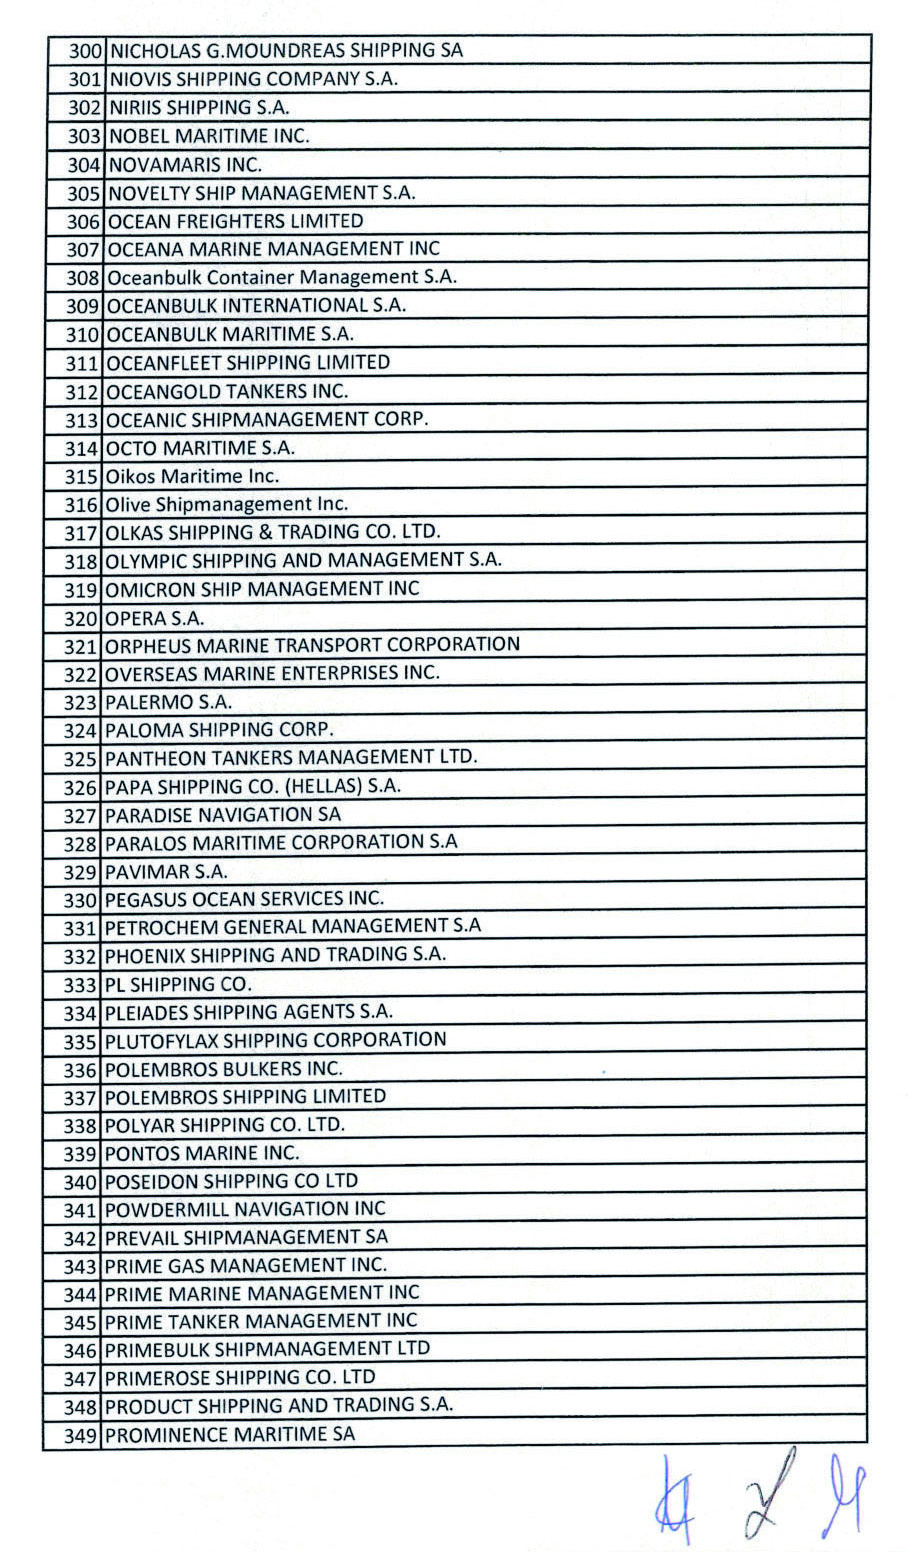 300 NICHOLAS G.MOUNDREAS SHIPPING SA
301 NIOVIS SHIPPING COMPANY S.A.
302 NIRIIS SHIPPING S.A.
303 NOBEL MARITIME INC.
304 NOVAMARIS INC.
305 NOVELTY SHIP MANAGEMENT S.A.
306 OCEAN FREIGHTERS LIMITED
307 OCEANA MARINE MANAGEMENT INC
308 Oceanbulk Container Management S.A.
309 OCEANBULK INTERNATIONAL S.A.
310 OCEANBULK MARITIME S.A.
311 OCEANFLEET SHIPPING LIMITED
312 OCEANGOLD TANKERS INC.
313 OCEANIC SHIPMANAGEMENT CORP.
314 OCTO MARITIME S.A.
315 Oikos Maritime Inc.
316 Olive Shipmanagement Inc.
317 OLKAS SHIPPING & TRADING CO. LTD.
318 OLYMPIC SHIPPING AND MANAGEMENT S.A.
319 OMICRON SHIP MANAGEMENT INC
320 OPERA S.A.
321 ORPHEUS MARINE TRANSPORT CORPORATION
322 OVERSEAS MARINE ENTERPRISES INC.
323 PALERMO S.A.
324 PALOMA SHIPPING CORP.
325 PANTHEON TANKERS MANAGEMENT LTD.
326 PAPA SHIPPING CO. (HELLAS) S.A.
327 PARADISE NAVIGATION SA
328 PARALOS MARITIME CORPORATION S.A
329 PAVIMAR S.A.
330 PEGASUS OCEAN SERVICES INC.
331 PETROCHEM GENERAL MANAGEMENT S.A
332 PHOENIX SHIPPING AND TRADING S.A.
333 PL SHIPPING CO.
334 PLEIADES SHIPPING AGENTS S.A.
335 PLUTOFYLAX SHIPPING CORPORATION
336 POLEMBROS BULKERS INC.
337 POLEMBROS SHIPPING LIMITED
338 POLYAR SHIPPING CO. LTD.
339 PONTOS MARINE INC.
340 POSEIDON SHIPPING CO LTD
341 POWDERMILL NAVIGATION INC
342 PREVAIL SHIPMANAGEMENT SA
343 PRIME GAS MANAGEMENT INC.
344 PRIME MARINE MANAGEMENT INC
345 PRIME TANKER MANAGEMENT INC
346 PRIMEBULK SHIPMANAGEMENT LTD
347 PRIMEROSE SHIPPING CO. LTD
348 PRODUCT SHIPPING AND TRADING S.A.
349 PROMINENCE MARITIME SA